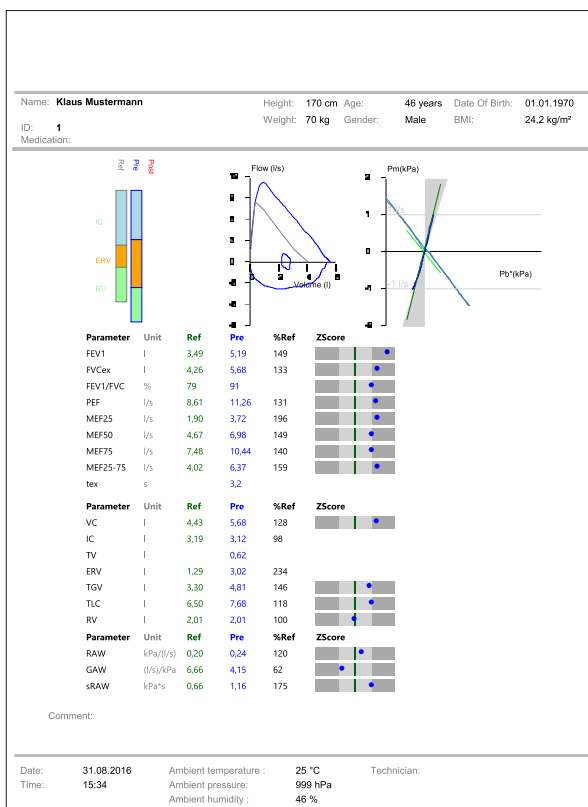 Name: Klaus Mustermann Height: 170 cm Age: 46 years Date Of Birth: 01.01.1970
Weight: 70 kg Gender: Male BMI: 24,2 kg/m²
ID: 1
Medication:
Ref Pre Post
IC
ERV
RV
Flow (l/s)
Volume (l)
Pm(kPa)
Pb*(kPa)
-1 l/s
Parameter Unit Ref Pre %Ref ZScore
FEV1 l 3,49 5,19 149
FVCex l 4,26 5,68 133
FEV1/FVC % 79 91
PEF l/s 8,61 11,26 131
MEF25 l/s 1,90 3,72 196
MEF50 l/s 4,67 6,98 149
MEF75 l/s 7,48 10,44 140
MEF25-75 l/s 4,02 6,37 159
tex s 3,2
Parameter Unit Ref Pre %Ref ZScore
VC l 4,43 5,68 128
IC l 3,19 3,12 98
TV l 0,62
ERV l 1,29 3,02 234
TGV l 3,30 4,81 146
TLC l 6,50 7,68 118
RV l 2,01 2,01 100
Parameter Unit Ref Pre %Ref ZScore
RAW kPa/(l/s) 0,20 0,24 120
GAW (l/s)/kPa 6,66 4,15 62
sRAW kPa*s 0,66 1,16 175
Comment:
Date: 31.08.2016 Ambient temperature : 25 °C Technician:
Time: 15:34 Ambient pressure: 999 hPa
Ambient humidity : 46 %